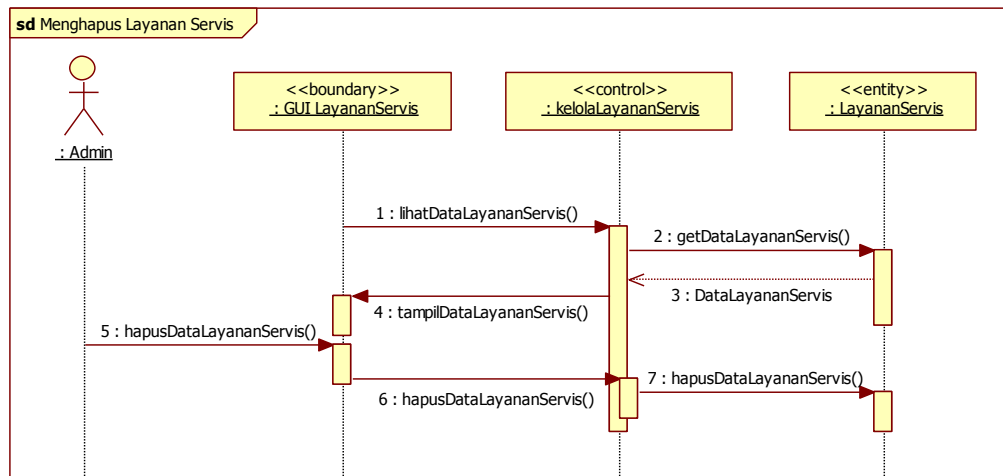 sd Menghapus Layanan Servis
<<boundary>>
: GUI LayananServis
<<control>>
: kelolaLayananServis
<<entity>>
: LayananServis
: Admin
1 : lihatDataLayananServis()
2 : getDataLayananServis()
3 : DataLayananServis
4 : tampilDataLayananServis()
5 : hapusDataLayananServis()
6 : hapusDataLayananServis()
7 : hapusDataLayananServis()